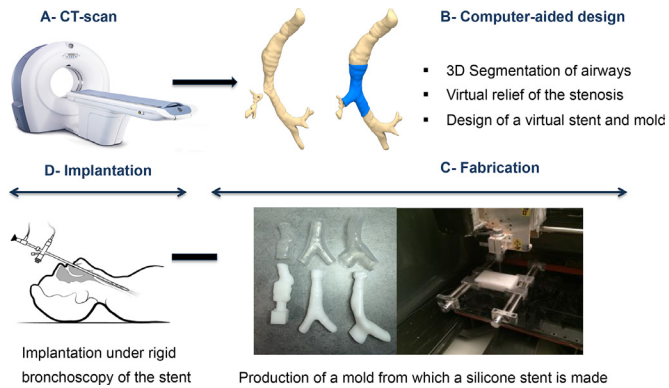 A- CT-scan
B- Computer-aided design
▪ 3D Segmentation of airways
▪ Virtual relief of the stenosis
▪ Design of a virtual stent and mold
D- Implantation
C- Fabrication
Implantation under rigid
bronchoscopy of the stent
Production of a mold from which a silicone stent is made